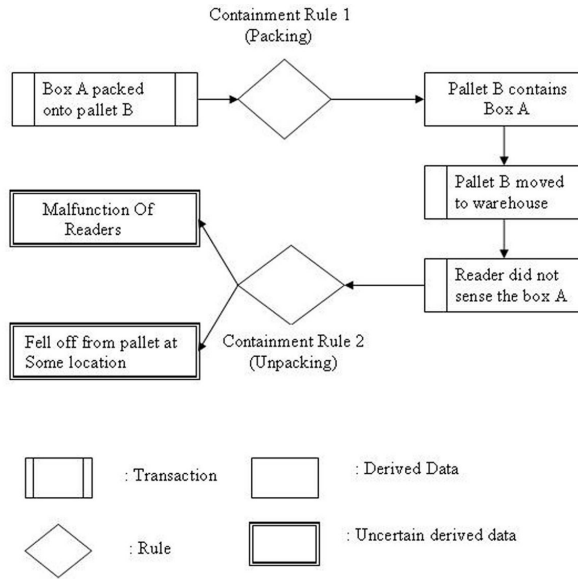 Containment Rule 1
(Packing)
Box A packed
onto pallet B
Pallet B contains
Box A
Pallet B moved
to warehouse
Reader did not
sense the box A
Containment Rule 2
(Unpacking)
Malfunction Of
Readers
Fell off from pallet at
Some location
: Transaction
: Derived Data
: Rule
: Uncertain derived data